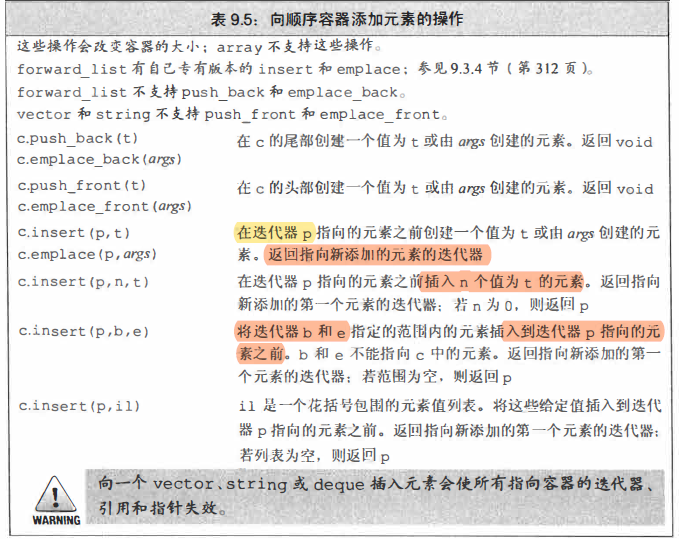 表 9.5：向顺序容器添加元素的操作
这些操作会改变容器的大小；array 不支持这些操作。
forward_list 有自己专有版本的 insert 和 emplace；参见 9.3.4 节（第 312 页）。
forward_list 不支持 push_back 和 emplace_back。
vector 和 string 不支持 push_front 和 emplace_front。
c.push_back(t) 在 c 的尾部创建一个值为 t 或由 args 创建的元素。返回 void
c.emplace_back(args)
c.push_front(t) 在 c 的头部创建一个值为 t 或由 args 创建的元素。返回 void
c.emplace_front(args)
c.insert(p,t) 在迭代器 p 指向的元素之前创建一个值为 t 或由 args 创建的元
c.emplace(p,args) 素。返回指向新添加的元素的迭代器
c.insert(p,n,t) 在迭代器 p 指向的元素之前插入 n 个值为 t 的元素。返回指向
新添加的第一个元素的迭代器；若 n 为 0，则返回 p
c.insert(p,b,e) 将迭代器 b 和 e 指定的范围内的元素插入到迭代器 p 指向的元
素之前。b 和 e 不能指向 c 中的元素。返回指向新添加的第一
个元素的迭代器；若范围为空，则返回 p
c.insert(p,il) il 是一个花括号包围的元素值列表。将这些给定值插入到迭代
器 p 指向的元素之前。返回指向新添加的第一个元素的迭代器；
若列表为空，则返回 p
向一个 vector、string 或 deque 插入元素会使所有指向容器的迭代器、
引用和指针失效。
WARNING